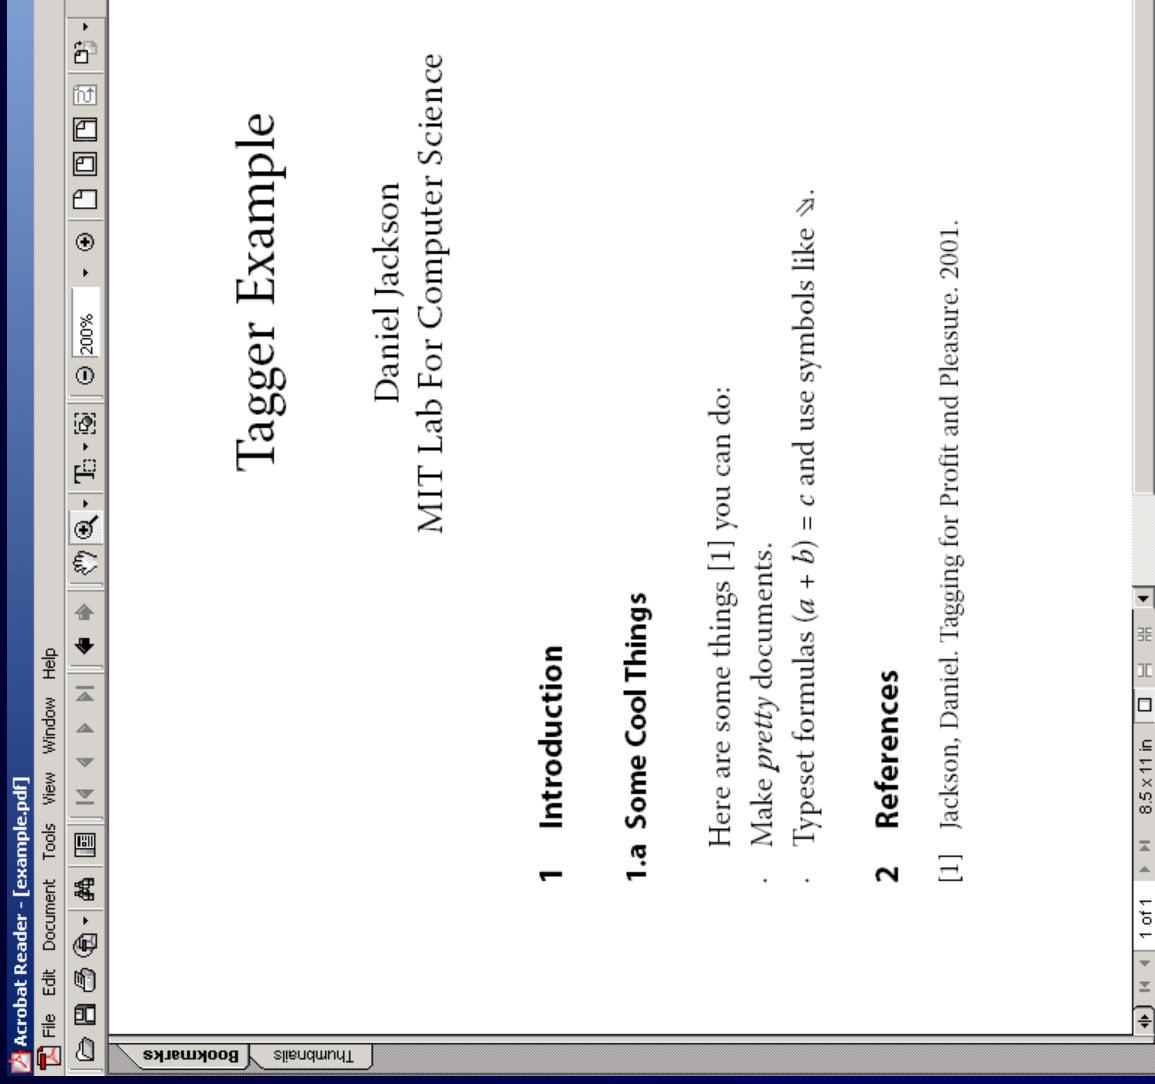 Acrobat Reader - [example.pdf]
File Edit Document Tools View Window Help
200%
Bookmarks
Thumbnails
Tagger Example
Daniel Jackson
MIT Lab For Computer Science
1 Introduction
1.a Some Cool Things
Here are some things [1] you can do:
· Make pretty documents.
· Typeset formulas (a + b) = c and use symbols like ⇘.
2 References
[1] Jackson, Daniel. Tagging for Profit and Pleasure. 2001.
1 of 1 8.5 x 11 in